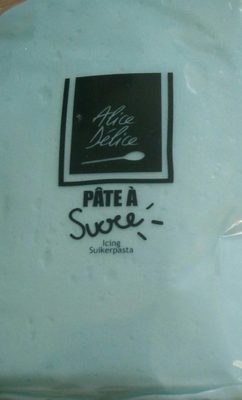 Alice
Délice
PÂTE À
Sucre
Icing
Suikerpasta